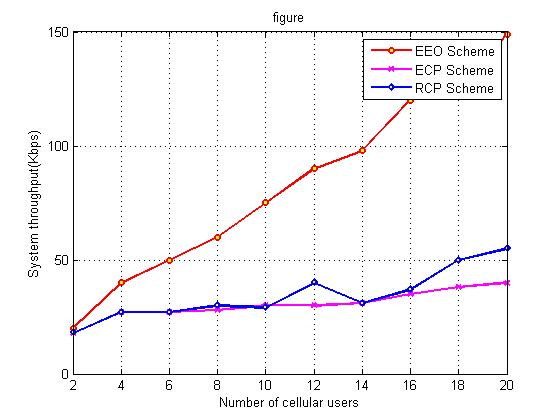 figure
150
100
50
0
System throughput(Kbps)
EEO Scheme
ECP Scheme
RCP Scheme
2 4 6 8 10 12 14 16 18 20
Number of cellular users